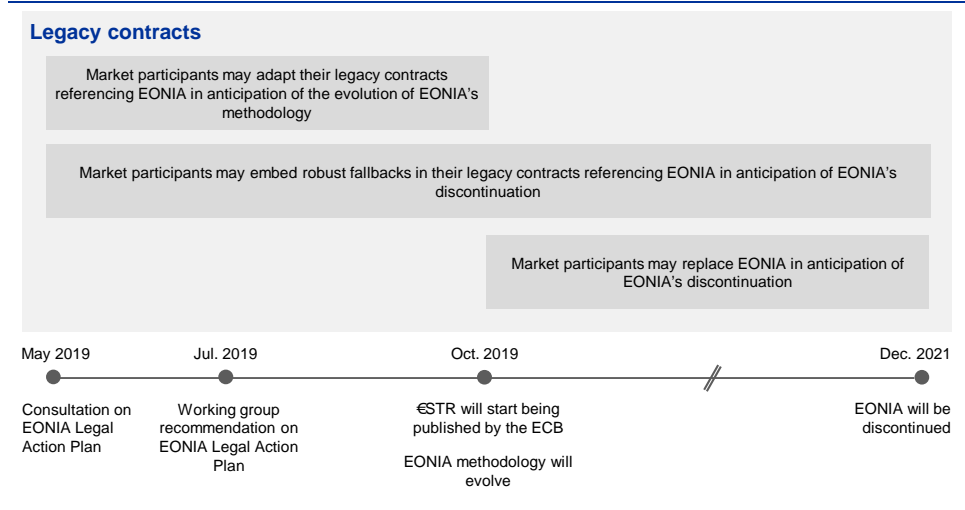 Legacy contracts
Market participants may adapt their legacy contracts
referencing EONIA in anticipation of the evolution of EONIA's
methodology
Market participants may embed robust fallbacks in their legacy contracts referencing EONIA in anticipation of EONIA's
discontinuation
Market participants may replace EONIA in anticipation of
EONIA's discontinuation
May 2019
Jul. 2019
Oct. 2019
Dec. 2021
Consultation on
EONIA Legal
Action Plan
Working group
recommendation on
EONIA Legal Action
Plan
€STR will start being
published by the ECB
EONIA methodology will
evolve
EONIA will be
discontinued